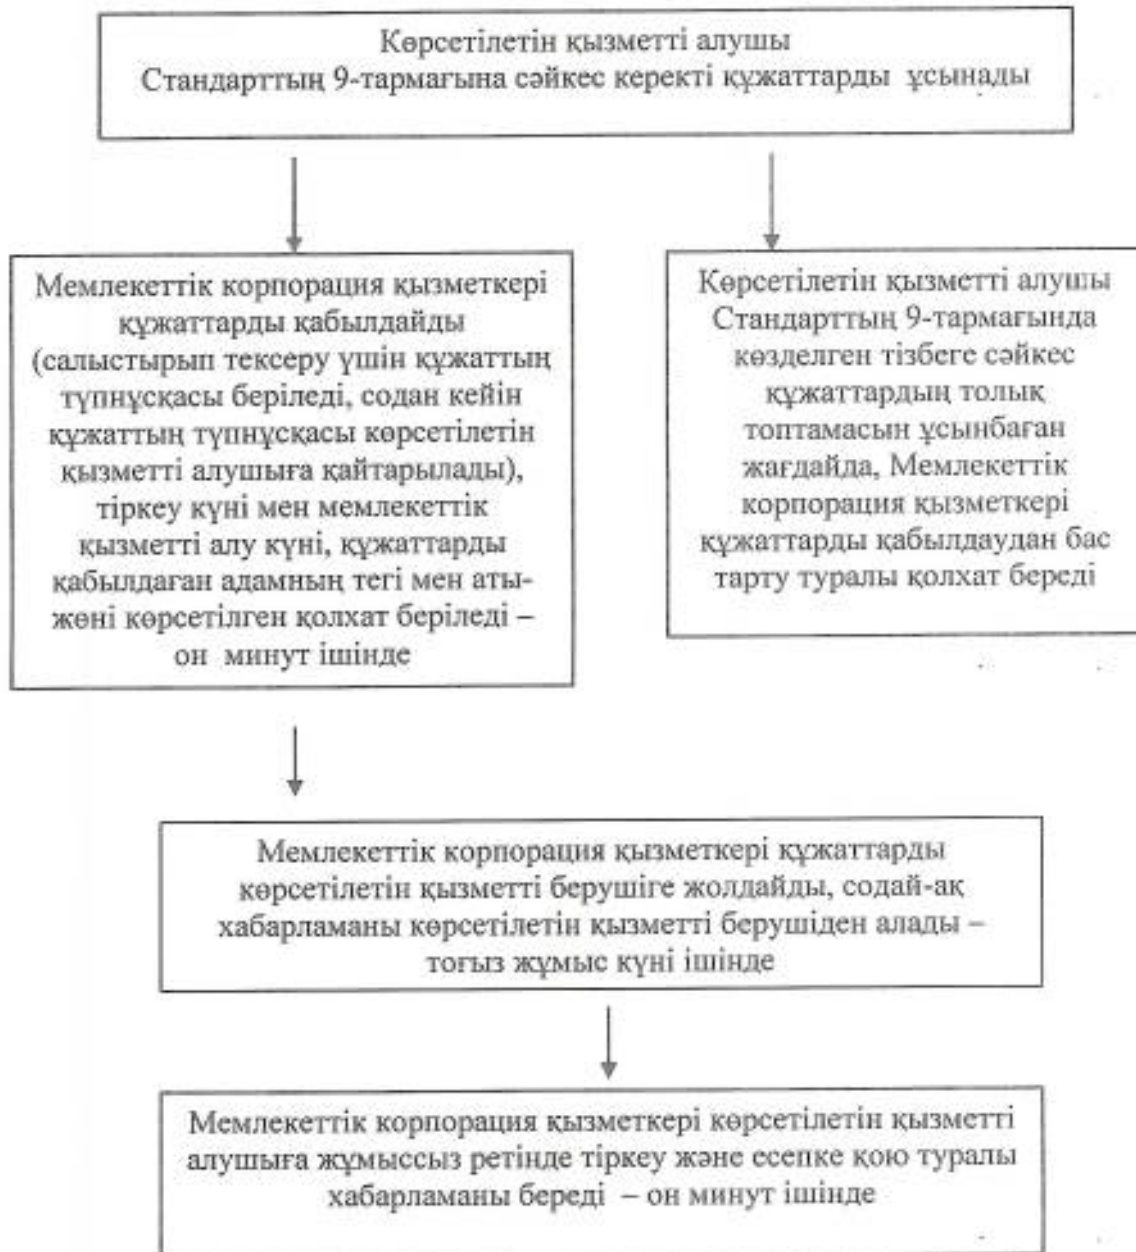 Көрсетілетін қызметті алушы
Стандарттың 9-тармағына сәйкес керекті құжаттарды ұсынады
Мемлекеттік корпорация қызметкері
құжаттарды қабылдайды
(салыстырып тексеру үшін құжаттың
түпнұсқасы беріледі, содан кейін
құжаттың түпнұсқасы көрсетілетін
қызметті алушыға қайтарылады),
тіркеу күні мен мемлекеттік
қызметті алу күні, құжаттарды
қабылдаған адамның тегі мен аты-
жөні көрсетілген қолхат беріледі –
он минут ішінде
Көрсетілетін қызметті алушы
Стандарттың 9-тармағында
көзделген тізбеге сәйкес
құжаттардың толық
топтамасын ұсынбаған
жағдайда, Мемлекеттік
корпорация қызметкері
құжаттарды қабылдаудан бас
тарту туралы қолхат береді
Мемлекеттік корпорация қызметкері құжаттарды
көрсетілетін қызметті берушіге жолдайды, содай-ақ
хабарламаны көрсетілетін қызметті берушіден алады –
тоғыз жұмыс күні ішінде
Мемлекеттік корпорация қызметкері көрсетілетін қызметті
алушыға жұмыссыз ретінде тіркеу және есепке қою туралы
хабарламаны береді – он минут ішінде